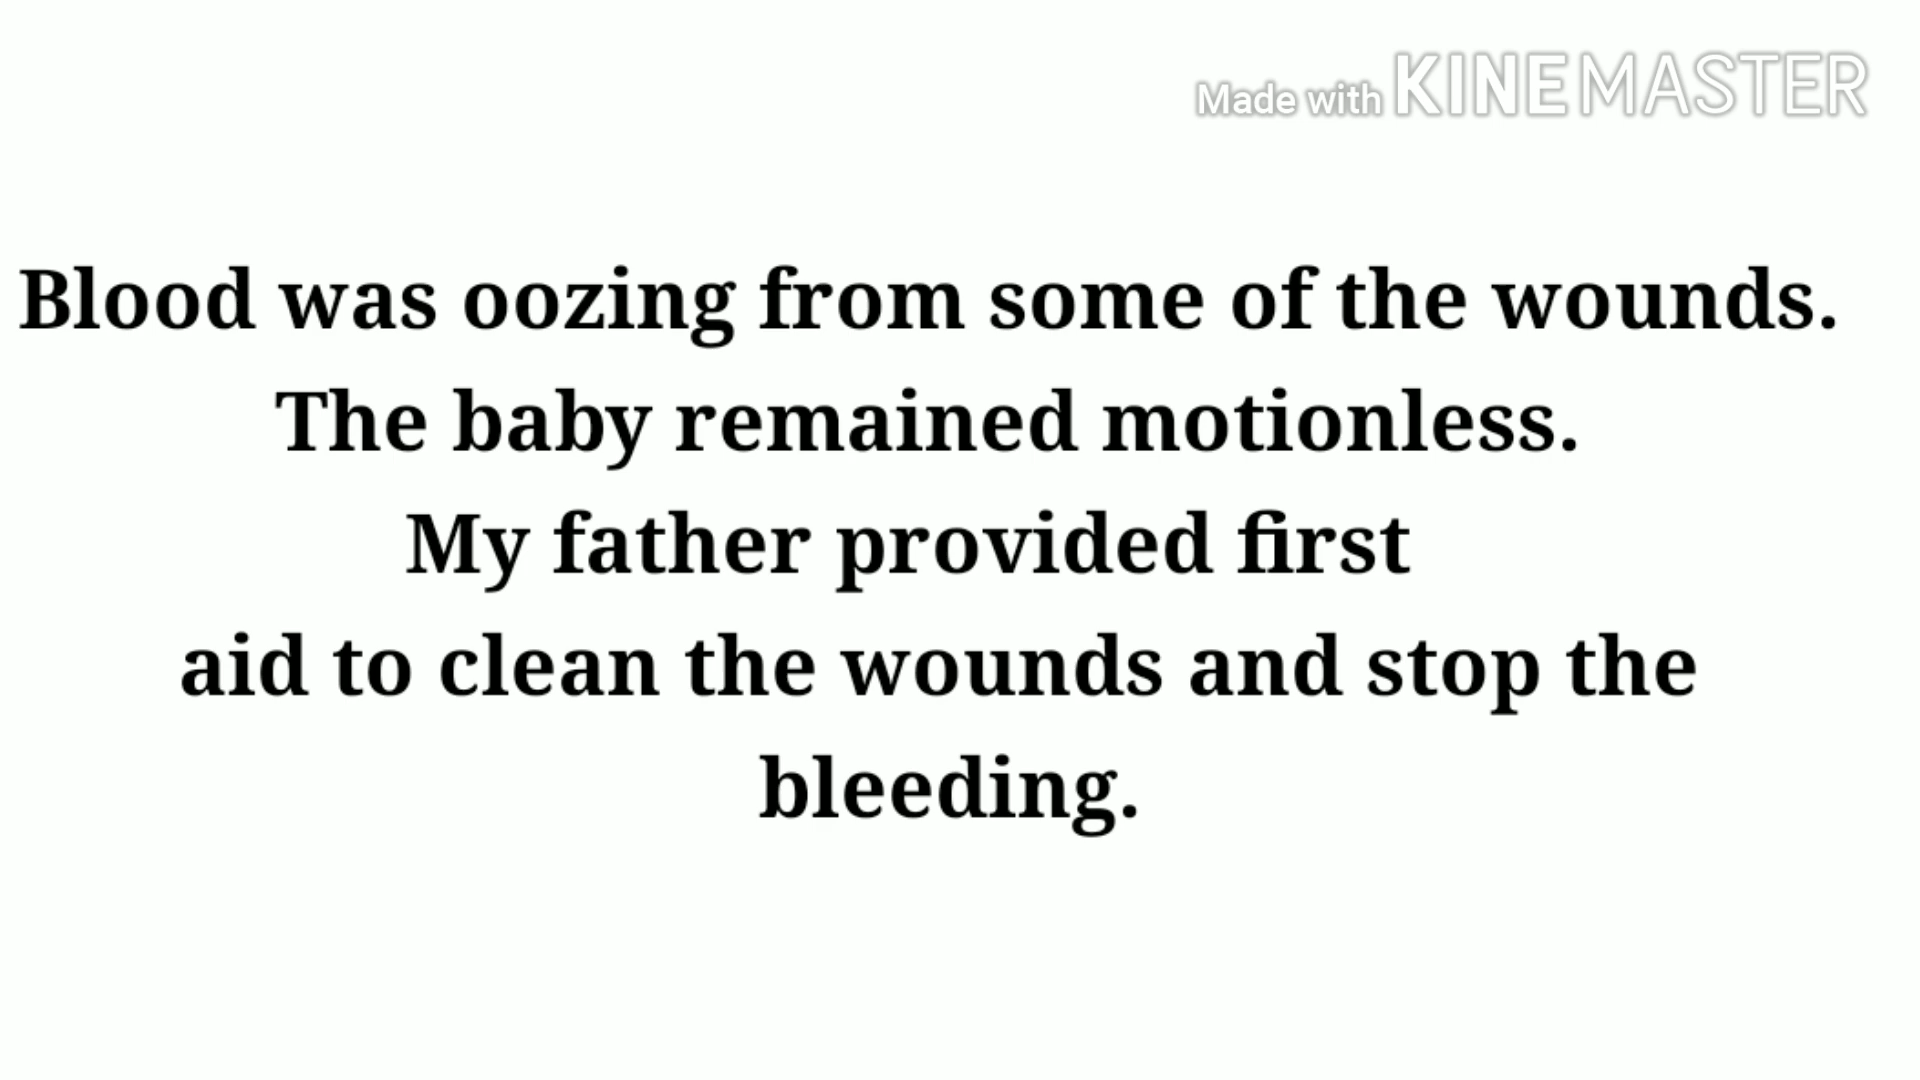 Made with KINEMASTER
Blood was oozing from some of the wounds.
The baby remained motionless.
My father provided first
aid to clean the wounds and stop the
bleeding.